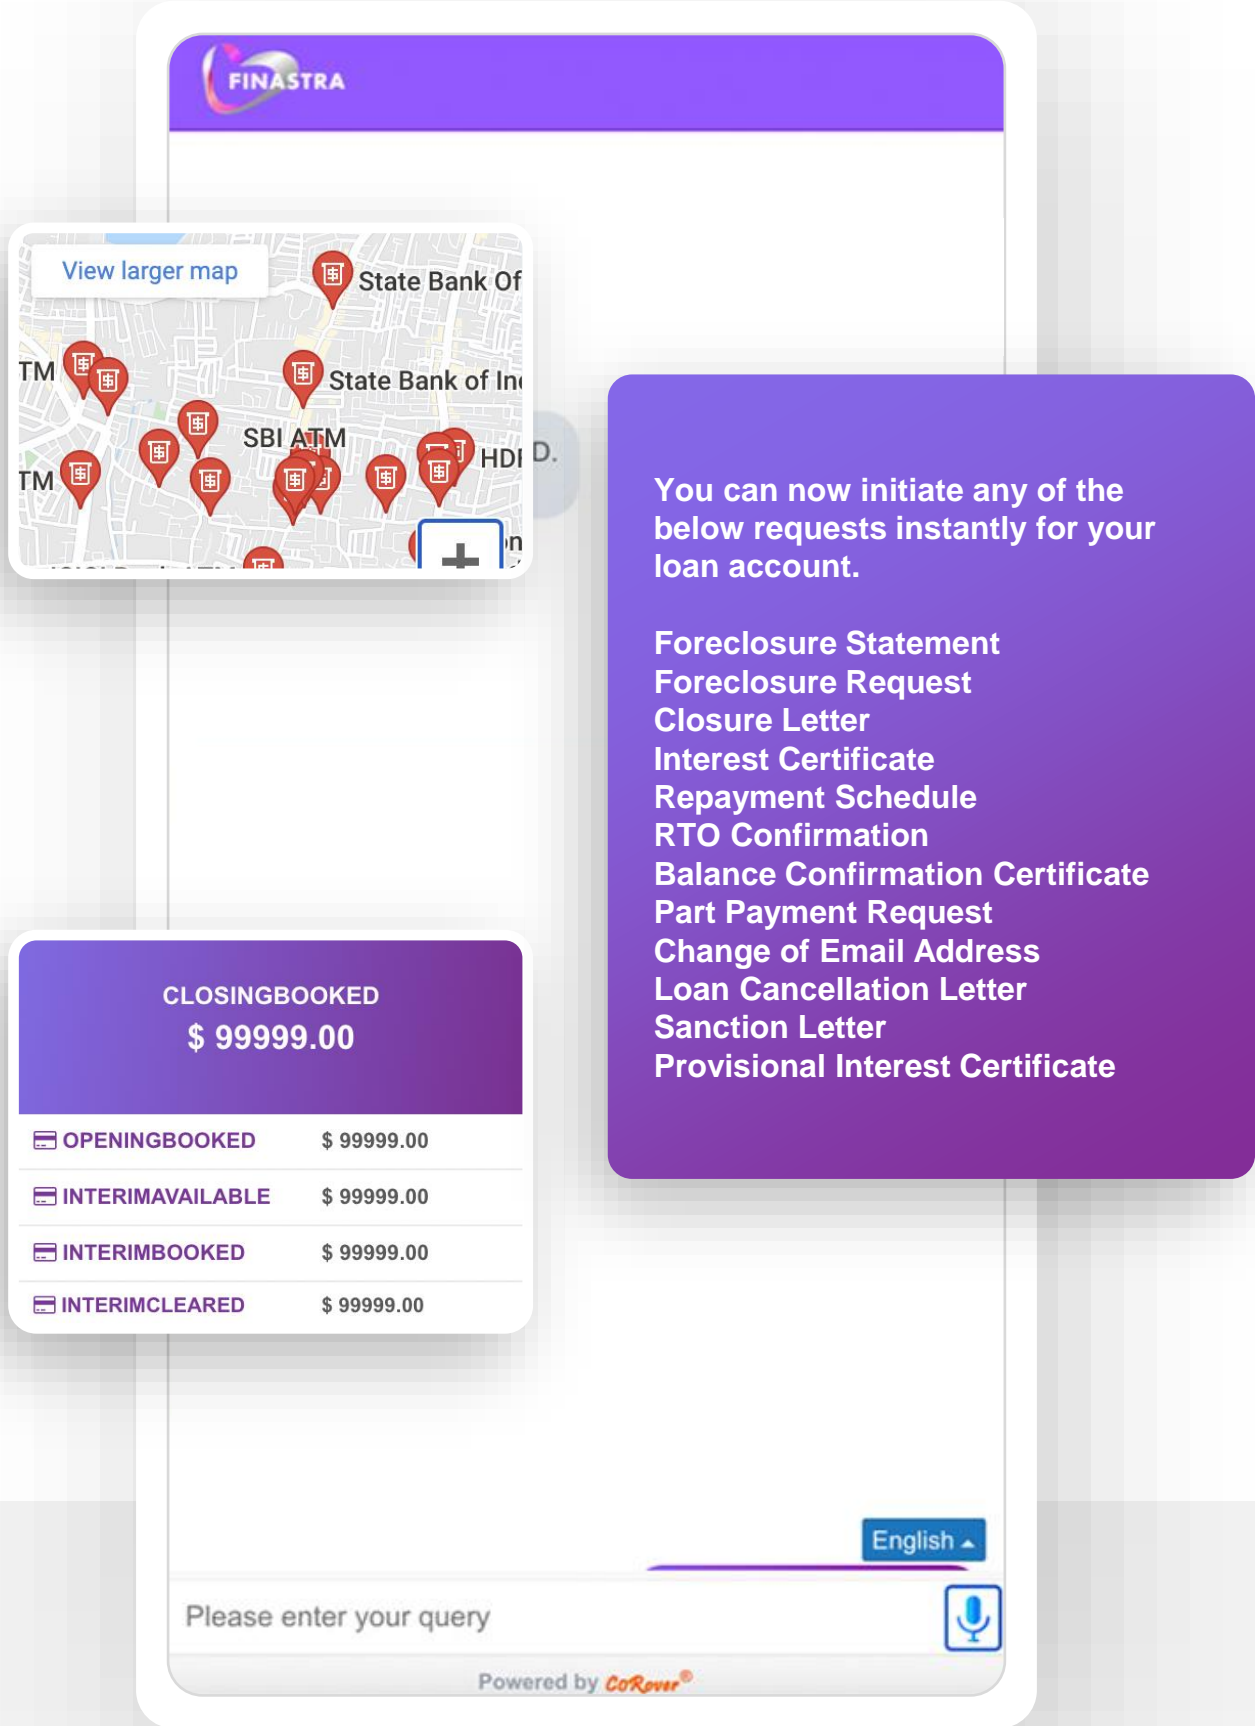 FINASTRA
View larger map
State Bank Of
TM
State Bank of In
SBI ATM
HD
D.
TM
You can now initiate any of the
below requests instantly for your
loan account.
Foreclosure Statement
Foreclosure Request
Closure Letter
Interest Certificate
Repayment Schedule
RTO Confirmation
Balance Confirmation Certificate
Part Payment Request
Change of Email Address
Loan Cancellation Letter
Sanction Letter
Provisional Interest Certificate
CLOSINGBOOKED
$ 99999.00
OPENINGBOOKED $ 99999.00
INTERIMAVAILABLE $ 99999.00
INTERIMBOOKED $ 99999.00
INTERIMCLEARED $ 99999.00
English
Please enter your query
Powered by CoRover®